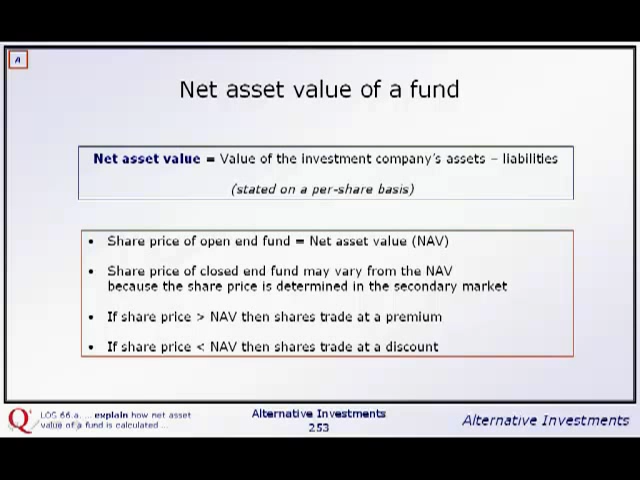 A
Net asset value of a fund
Net asset value = Value of the investment company's assets – liabilities
(stated on a per-share basis)
• Share price of open end fund = Net asset value (NAV)
• Share price of closed end fund may vary from the NAV
because the share price is determined in the secondary market
• If share price > NAV then shares trade at a premium
• If share price < NAV then shares trade at a discount
Q
LOS 66.a. ... explain how net asset
value of a fund is calculated ...
Alternative Investments
253
Alternative Investments